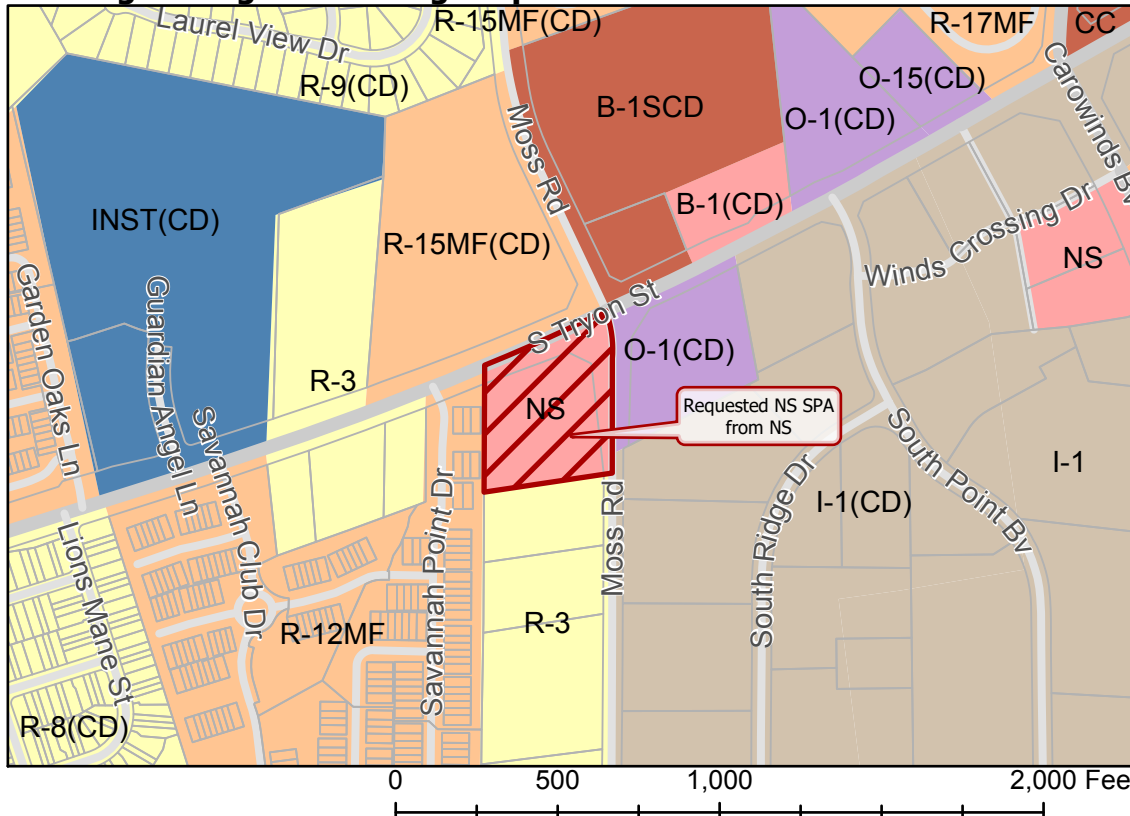 Laurel View Dr
R-15MF(CD)
R-17MF
CC
R-9(CD)
O-15(CD)
B-1SCD
O-1(CD)
Moss Rd
Carowinds Bv
INST(CD)
R-15MF(CD)
B-1(CD)
Winds Crossing Dr
NS
Garden Oaks Ln
Guardian Angel Ln
S Tryon St
O-1(CD)
R-3
NS
Requested NS SPA
from NS
Savannah Club Dr
Savannah Point Dr
South Point Bv
I-1
South Ridge Dr
I-1(CD)
Lions Mane St
Moss Rd
R-3
R-12MF
R-8(CD)
0
500
1,000
2,000 Fee